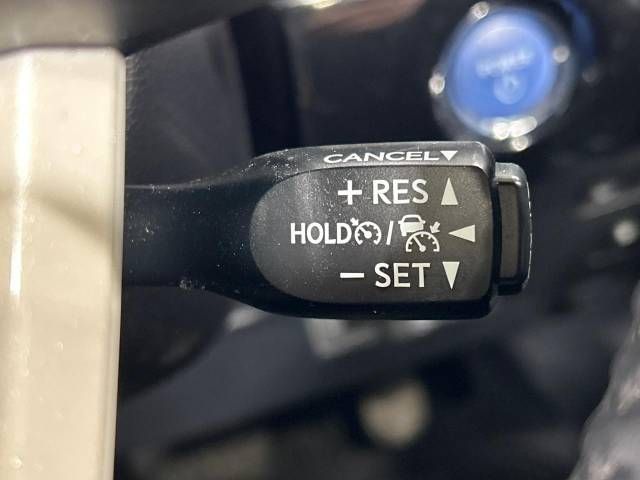 CANCEL▼
+ RES ▲
HOLD / ◀
− SET ▼